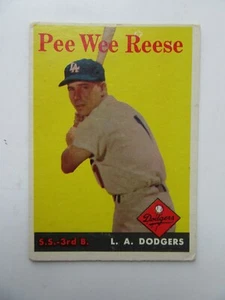 Pee Wee Reese
LA
Dodgers
S.S.-3rd B.
L. A. DODGERS